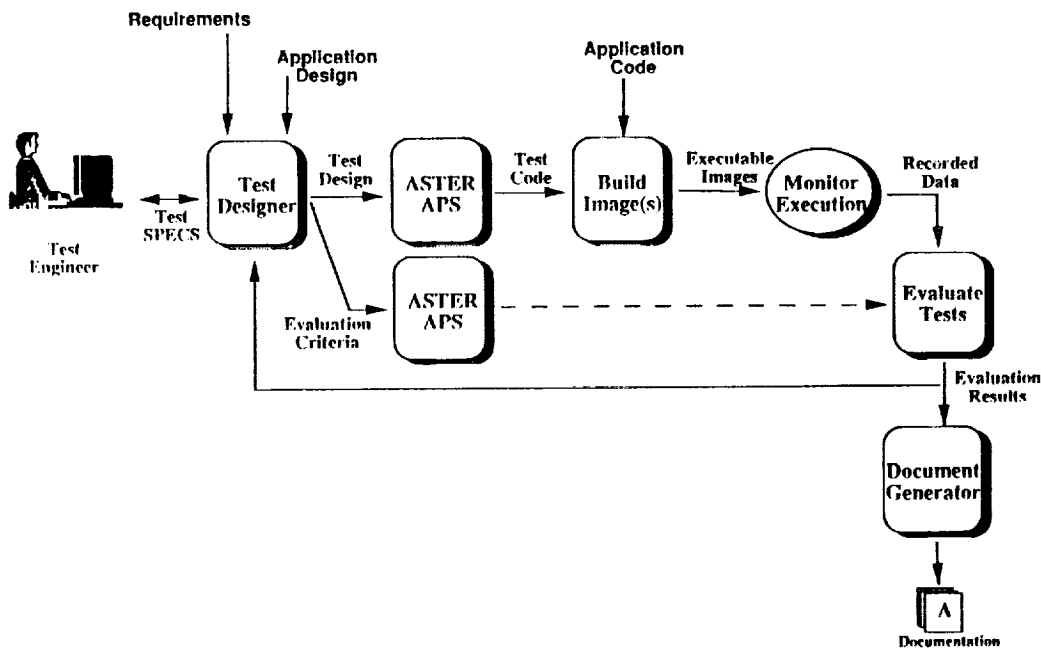 Requirements
Application
Design
Application
Code
Test
Designer
Test
Design
ASTER
APS
Test
Code
Build
Image(s)
Executable
Images
Monitor
Execution
Recorded
Data
Test
SPECS
Test
Engineer
Evaluation
Criteria
ASTER
APS
Evaluate
Tests
Evaluation
Results
Document
Generator
A
Documentation